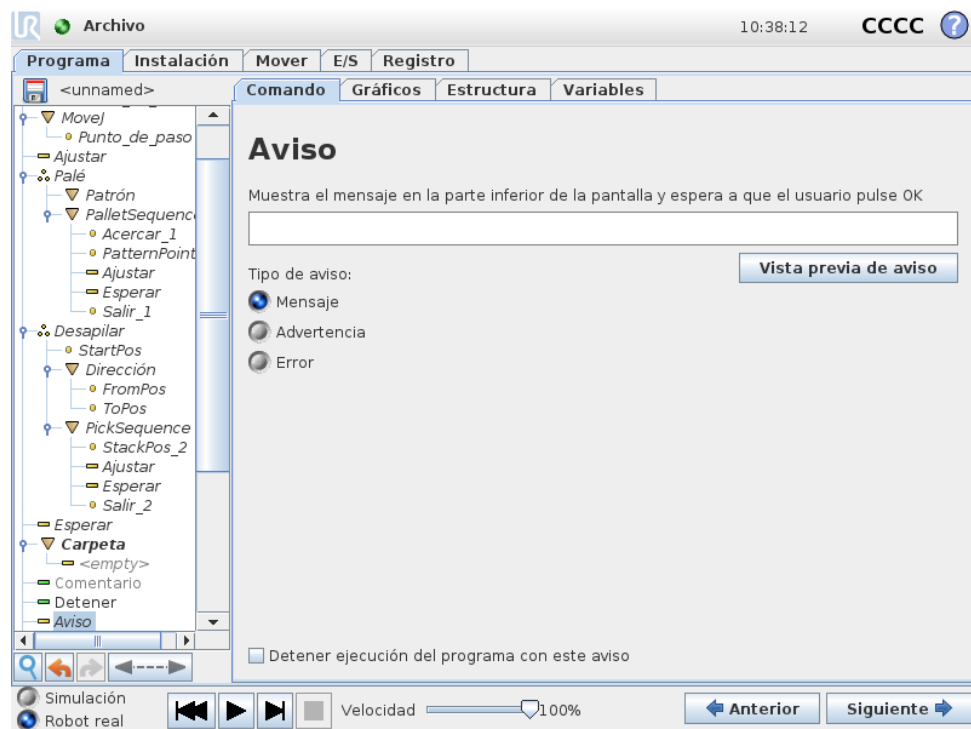 UR Archivo 10:38:12 CCCC ?
Programa Instalación Mover E/S Registro
<unnamed>
Comando Gráficos Estructura Variables
MoveJ
Punto_de_paso
Ajustar
Palé
Patrón
PalletSequenc
Acercar_1
PatternPoint
Ajustar
Esperar
Salir_1
Desapilar
StartPos
Dirección
FromPos
ToPos
PickSequence
StackPos_2
Ajustar
Esperar
Salir_2
Esperar
Carpeta
<empty>
Comentario
Detener
Aviso
Aviso
Muestra el mensaje en la parte inferior de la pantalla y espera a que el usuario pulse OK
Vista previa de aviso
Tipo de aviso:
Mensaje
Advertencia
Error
Detener ejecución del programa con este aviso
Simulación
Robot real
Velocidad 100%
Anterior Siguiente